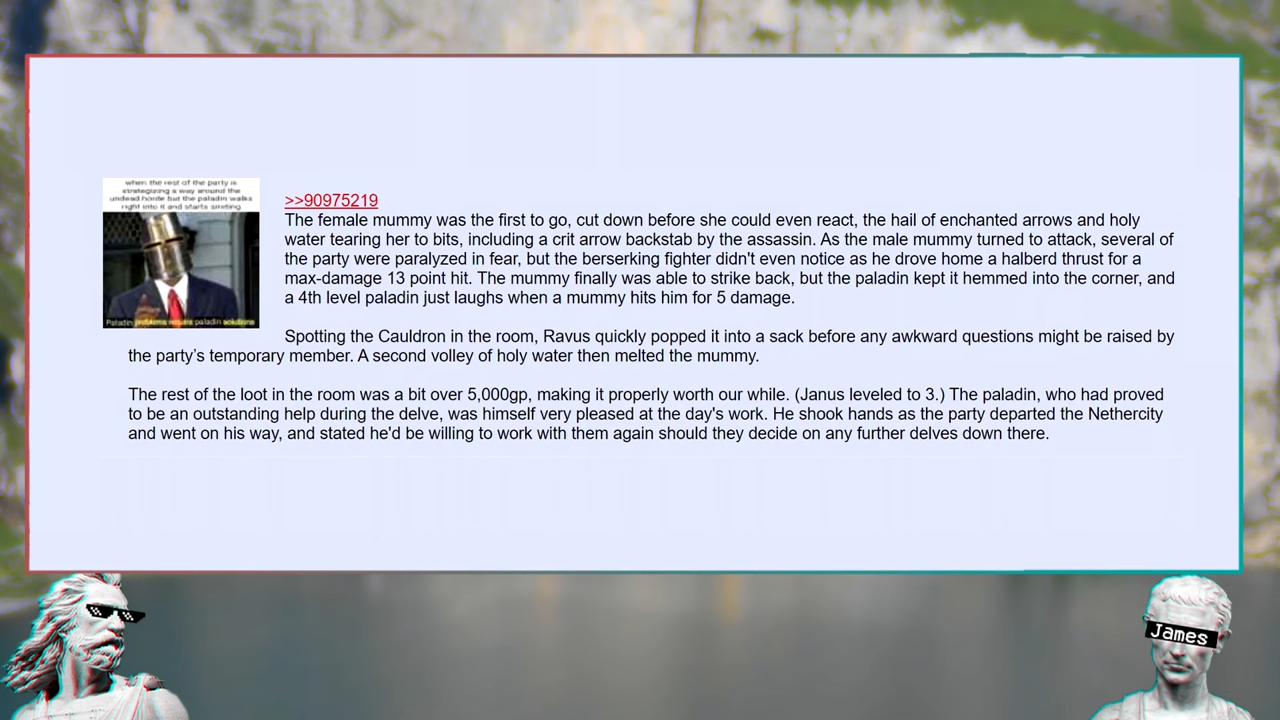 when the rest of the party is
strategizing a way around the
undead horde but the paladin walks
right into it and starts smiting
Paladin problems require paladin solutions
>>90975219
The female mummy was the first to go, cut down before she could even react, the hail of enchanted arrows and holy
water tearing her to bits, including a crit arrow backstab by the assassin. As the male mummy turned to attack, several of
the party were paralyzed in fear, but the berserking fighter didn't even notice as he drove home a halberd thrust for a
max-damage 13 point hit. The mummy finally was able to strike back, but the paladin kept it hemmed into the corner, and
a 4th level paladin just laughs when a mummy hits him for 5 damage.
Spotting the Cauldron in the room, Ravus quickly popped it into a sack before any awkward questions might be raised by
the party's temporary member. A second volley of holy water then melted the mummy.
The rest of the loot in the room was a bit over 5,000gp, making it properly worth our while. (Janus leveled to 3.) The paladin, who had proved
to be an outstanding help during the delve, was himself very pleased at the day's work. He shook hands as the party departed the Nethercity
and went on his way, and stated he'd be willing to work with them again should they decide on any further delves down there.
James